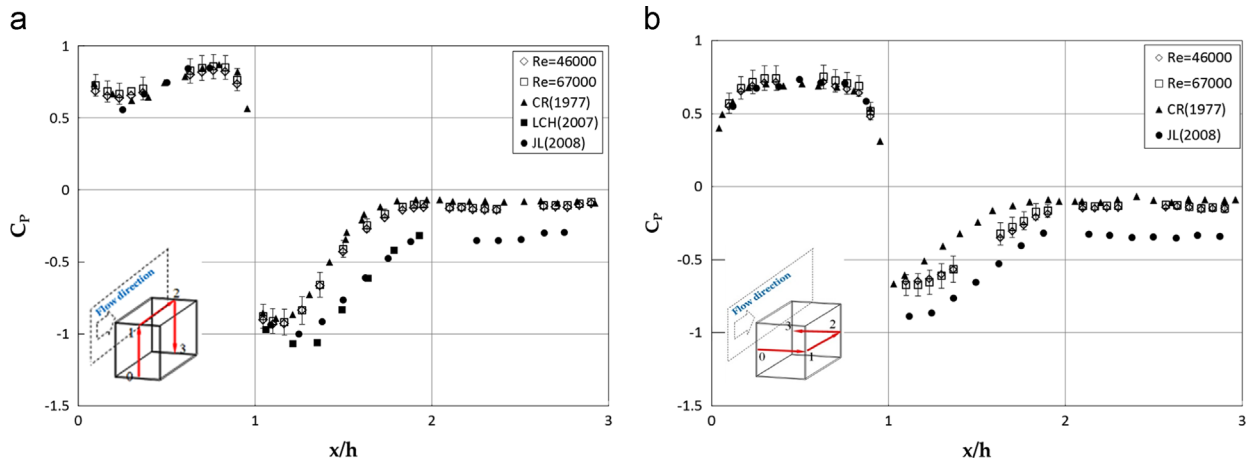 a
1
0.5
0
-0.5
-1
-1.5
C_P
0 1 2 3
x/h
Re=46000
Re=67000
CR(1977)
LCH(2007)
JL(2008)
Flow direction
0
1
2
3
b
1
0.5
0
-0.5
-1
-1.5
C_P
0 1 2 3
x/h
Re=46000
Re=67000
CR(1977)
JL(2008)
Flow direction
0
1
2
3